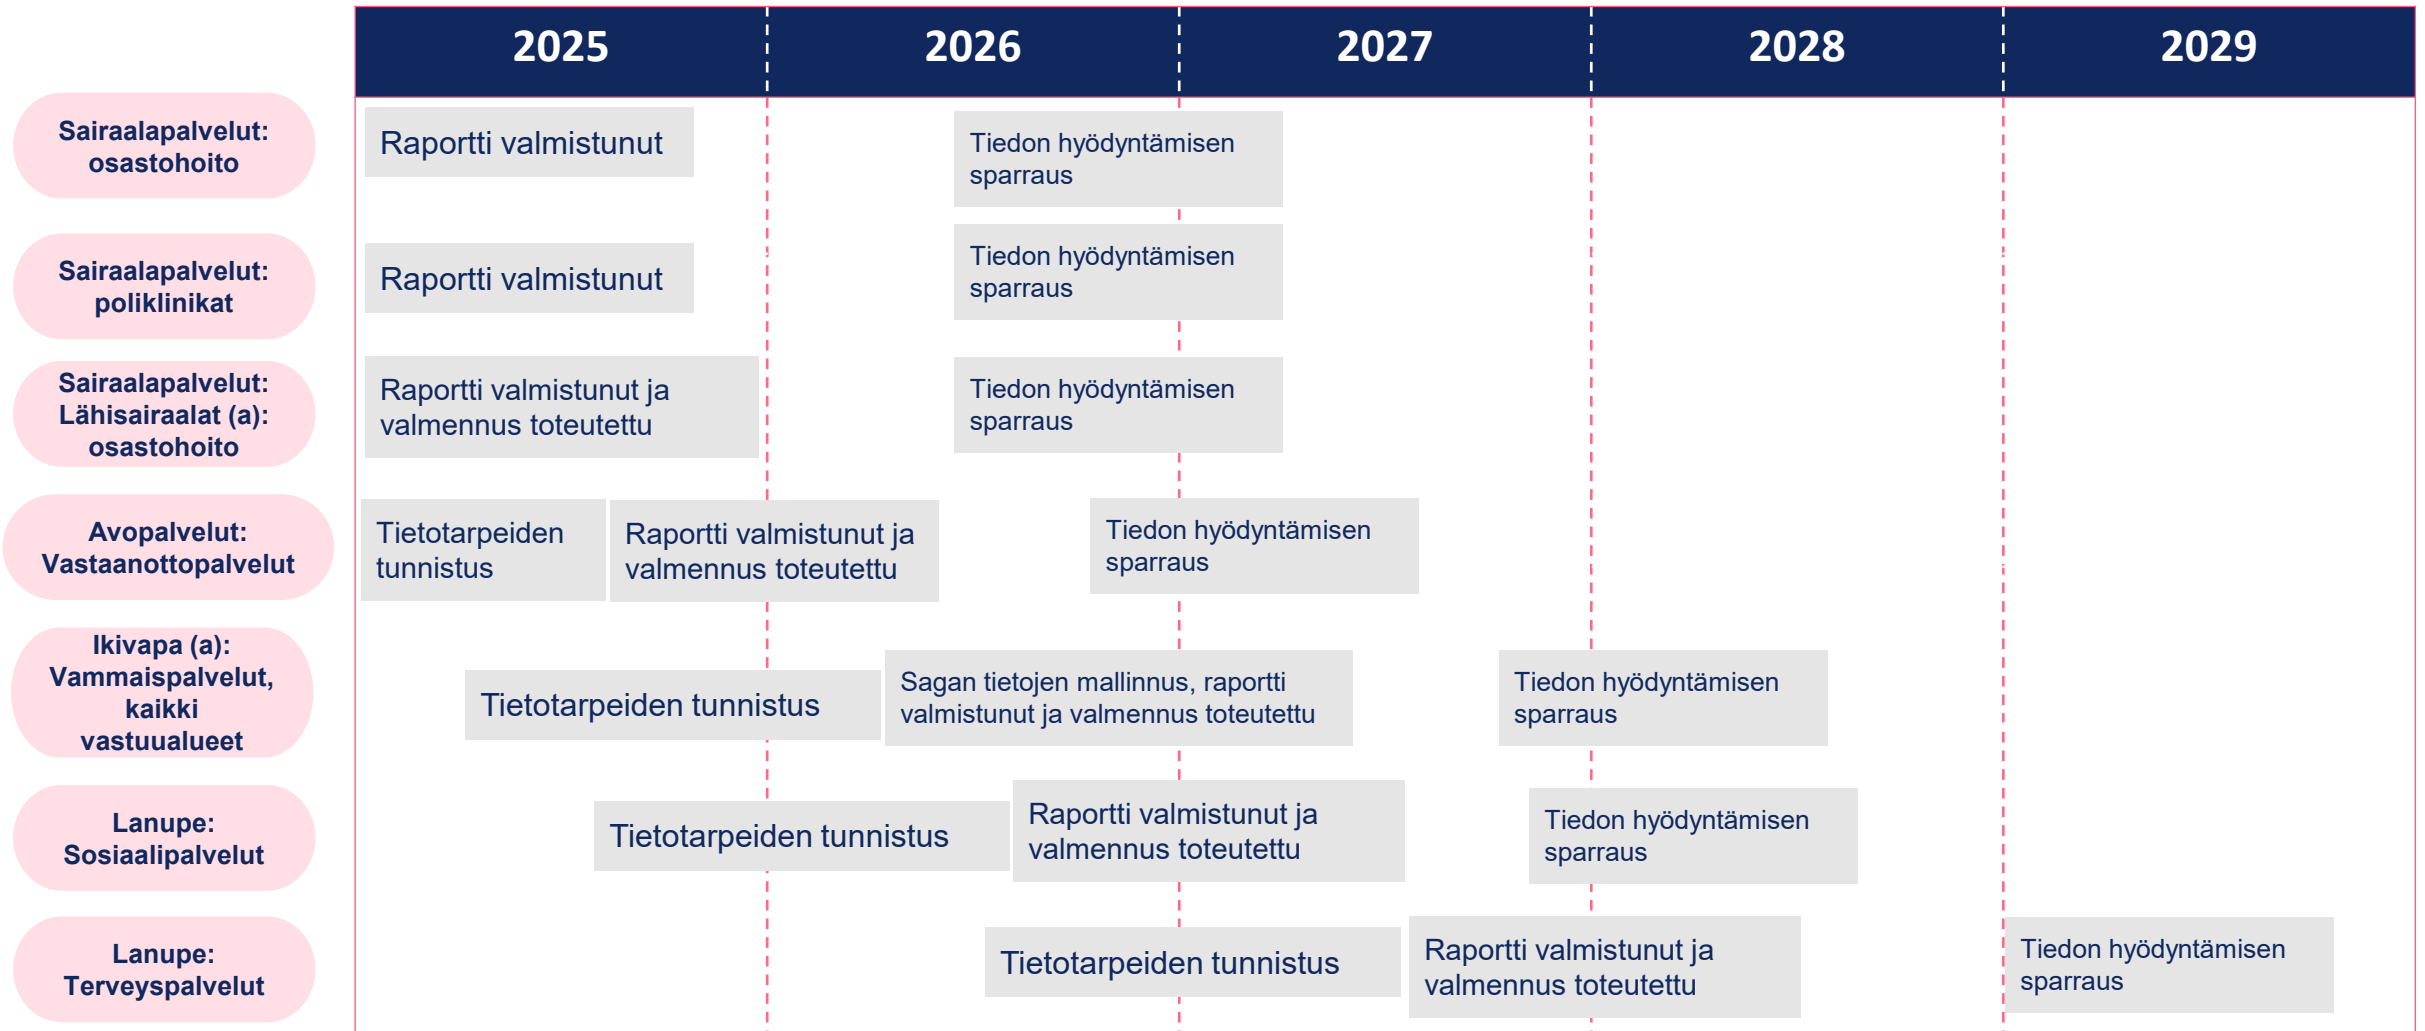 2025
2026
2027
2028
2029
Sairaalapalvelut:
osastohoito
Raportti valmistunut
Tiedon hyödyntämisen
sparraus
Sairaalapalvelut:
poliklinikat
Raportti valmistunut
Tiedon hyödyntämisen
sparraus
Sairaalapalvelut:
Lähisairaalat (a):
osastohoito
Raportti valmistunut ja
valmennus toteutettu
Tiedon hyödyntämisen
sparraus
Avopalvelut:
Vastaanottopalvelut
Tietotarpeiden
tunnistus
Raportti valmistunut ja
valmennus toteutettu
Tiedon hyödyntämisen
sparraus
Ikivapa (a):
Vammaispalvelut,
kaikki
vastuualueet
Tietotarpeiden tunnistus
Sagan tietojen mallinnus, raportti
valmistunut ja valmennus toteutettu
Tiedon hyödyntämisen
sparraus
Lanupe:
Sosiaalipalvelut
Tietotarpeiden tunnistus
Raportti valmistunut ja
valmennus toteutettu
Tiedon hyödyntämisen
sparraus
Lanupe:
Terveyspalvelut
Tietotarpeiden tunnistus
Raportti valmistunut ja
valmennus toteutettu
Tiedon hyödyntämisen
sparraus